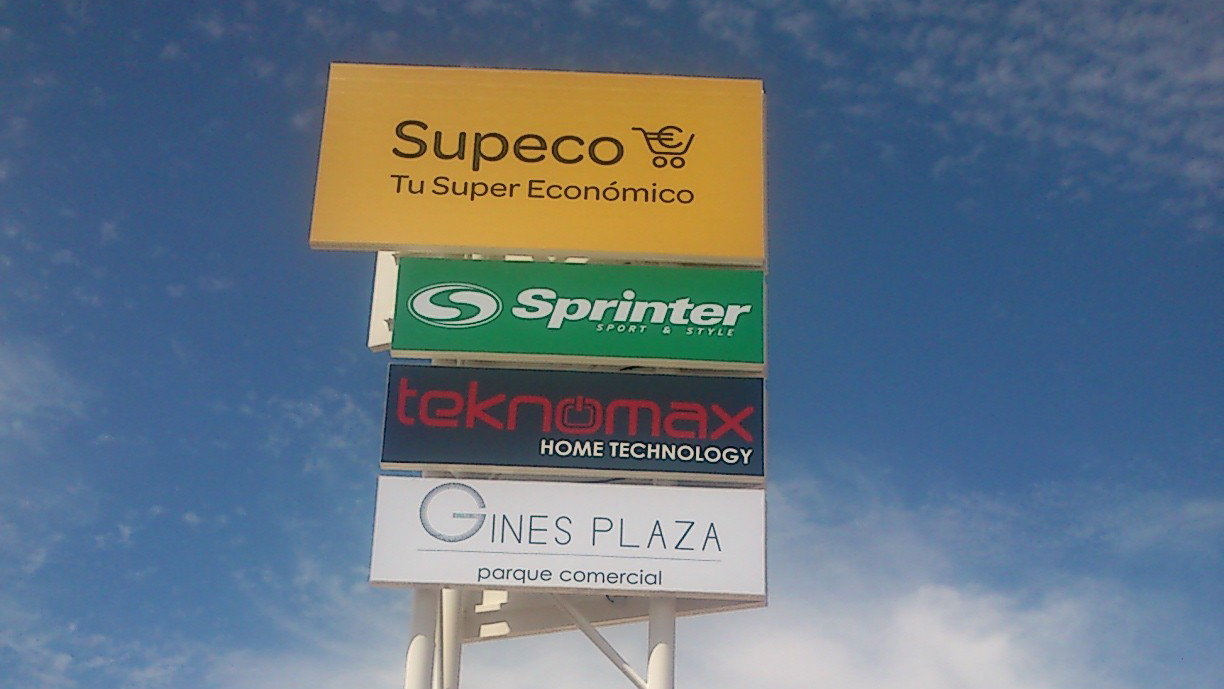 Supeco
Tu Super Económico
Sprinter
SPORT & STYLE
teknomax
HOME TECHNOLOGY
GINES PLAZA
parque comercial